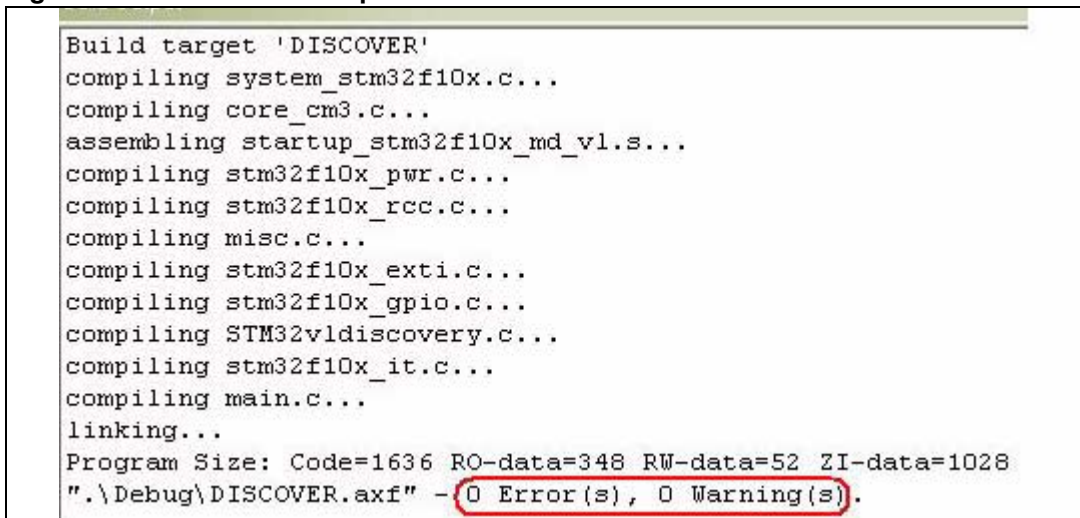 Build target 'DISCOVER'
compiling system_stm32f10x.c...
compiling core_cm3.c...
assembling startup_stm32f10x_md_vl.s...
compiling stm32f10x_pwr.c...
compiling stm32f10x_rcc.c...
compiling misc.c...
compiling stm32f10x_exti.c...
compiling stm32f10x_gpio.c...
compiling STM32vldiscovery.c...
compiling stm32f10x_it.c...
compiling main.c...
linking...
Program Size: Code=1636 RO-data=348 RW-data=52 ZI-data=1028
".\Debug\DISCOVER.axf" - 0 Error(s), 0 Warning(s).